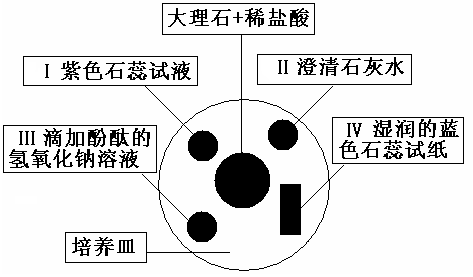 大理石+稀盐酸
Ⅰ 紫色石蕊试液
Ⅱ 澄清石灰水
Ⅲ 滴加酚酞的
氢氧化钠溶液
Ⅳ 湿润的蓝
色石蕊试纸
培养皿